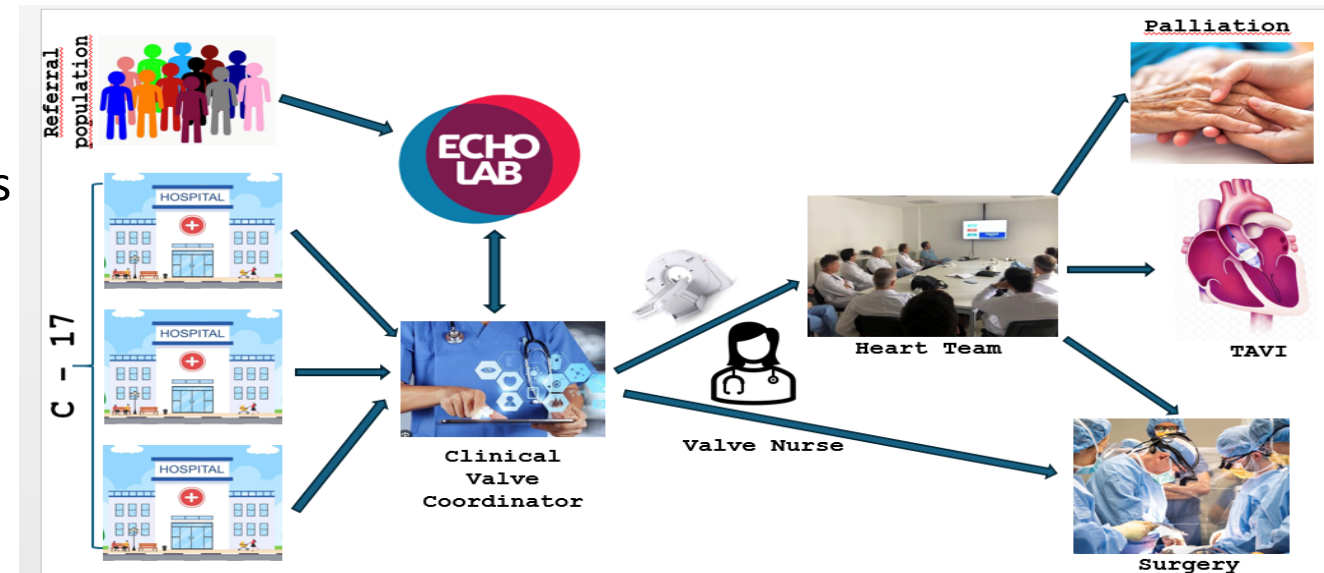 s
Palliation
Referral
population
ECHO
LAB
HOSPITAL
HOSPITAL
HOSPITAL
C - 17
Clinical
Valve
Coordinator
Valve Nurse
Heart Team
TAVI
Surgery